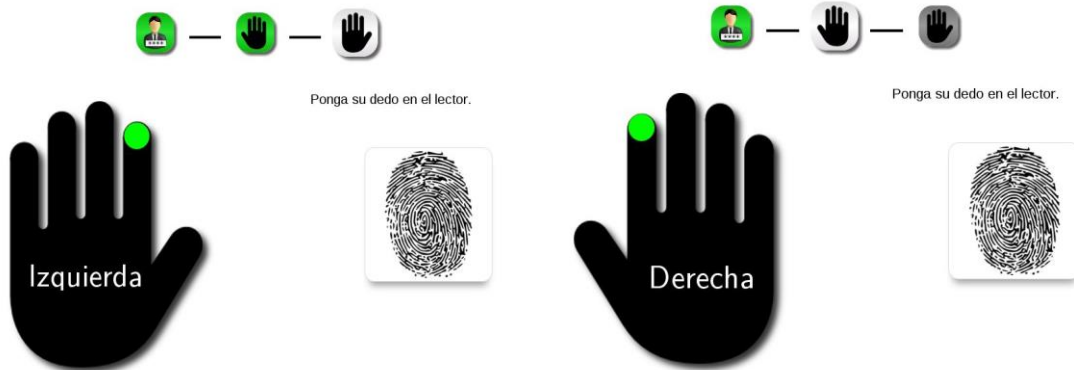 Ponga su dedo en el lector.
Izquierda
Ponga su dedo en el lector.
Derecha